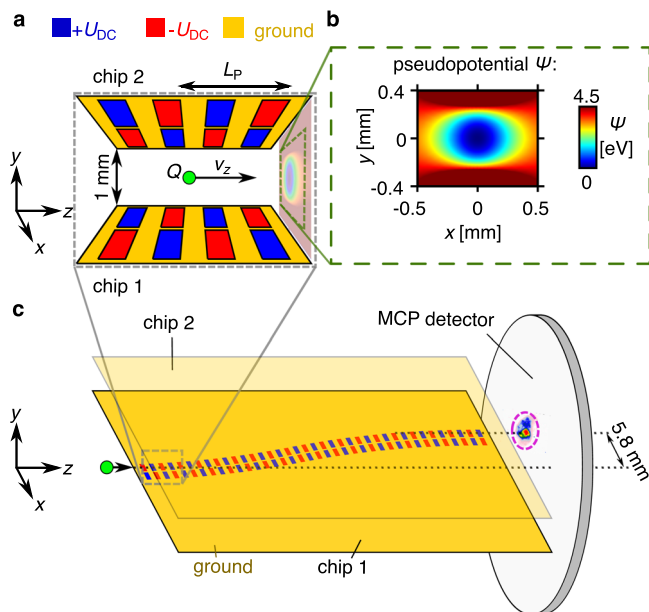 a
+U_DC
-U_DC
ground
chip 2
L_P
1 mm
Q
v_z
y
z
x
chip 1
b
pseudopotential Ψ:
0.4
0
-0.4
y [mm]
-0.5
0
0.5
x [mm]
4.5
Ψ
[eV]
0
c
chip 2
MCP detector
y
z
x
5.8 mm
ground
chip 1